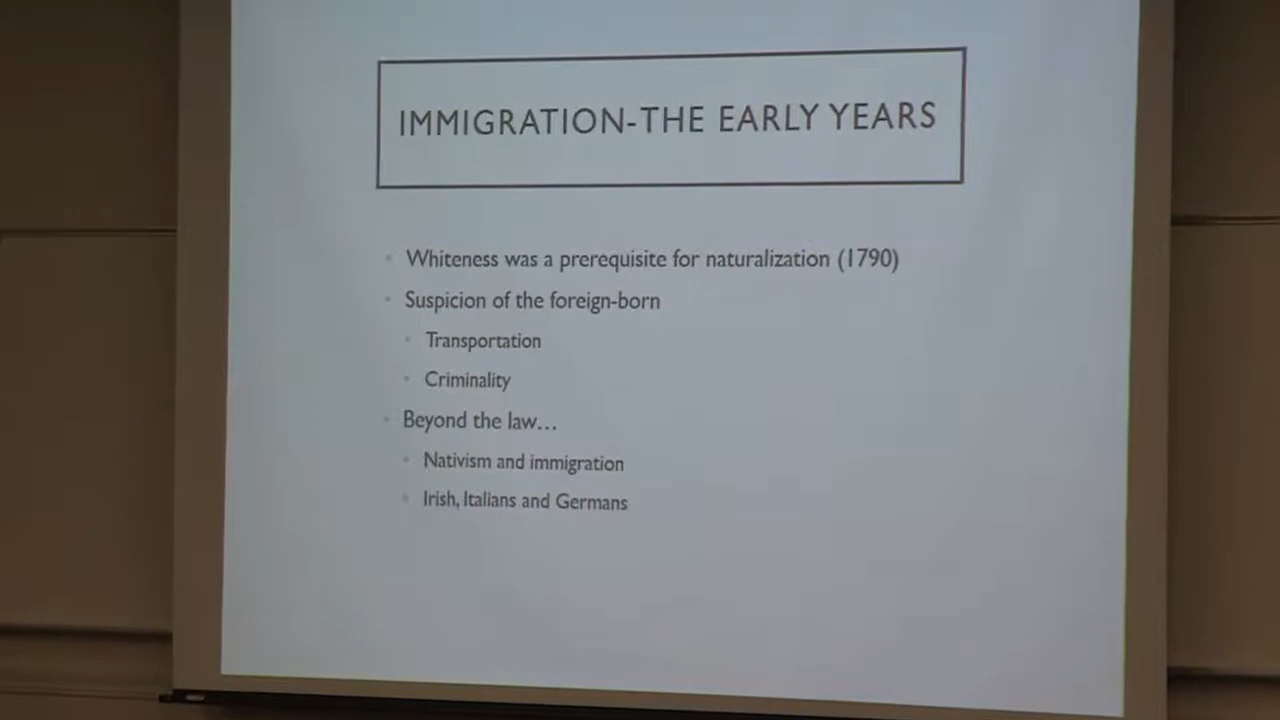 IMMIGRATION-THE EARLY YEARS
Whiteness was a prerequisite for naturalization (1790)
Suspicion of the foreign-born
Transportation
Criminality
Beyond the law...
Nativism and immigration
Irish, Italians and Germans